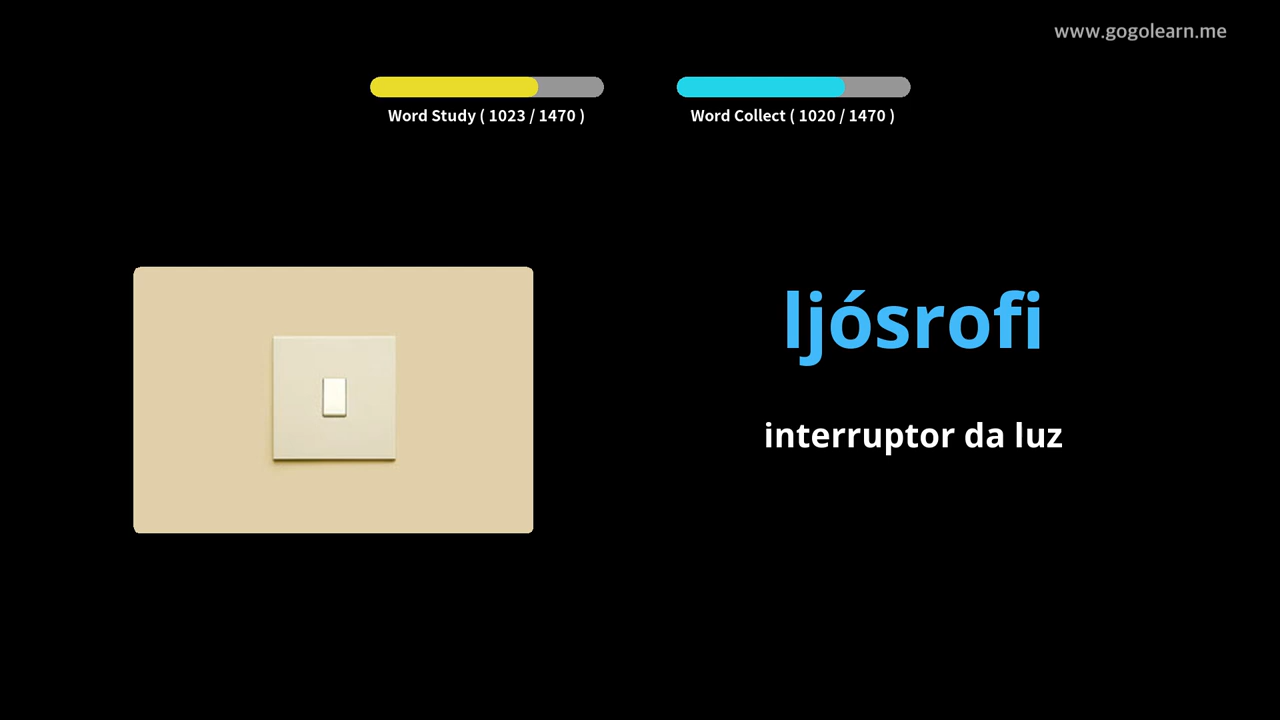 www.gogolearn.me
Word Study ( 1023 / 1470 )
Word Collect ( 1020 / 1470 )
ljósrofi
interruptor da luz